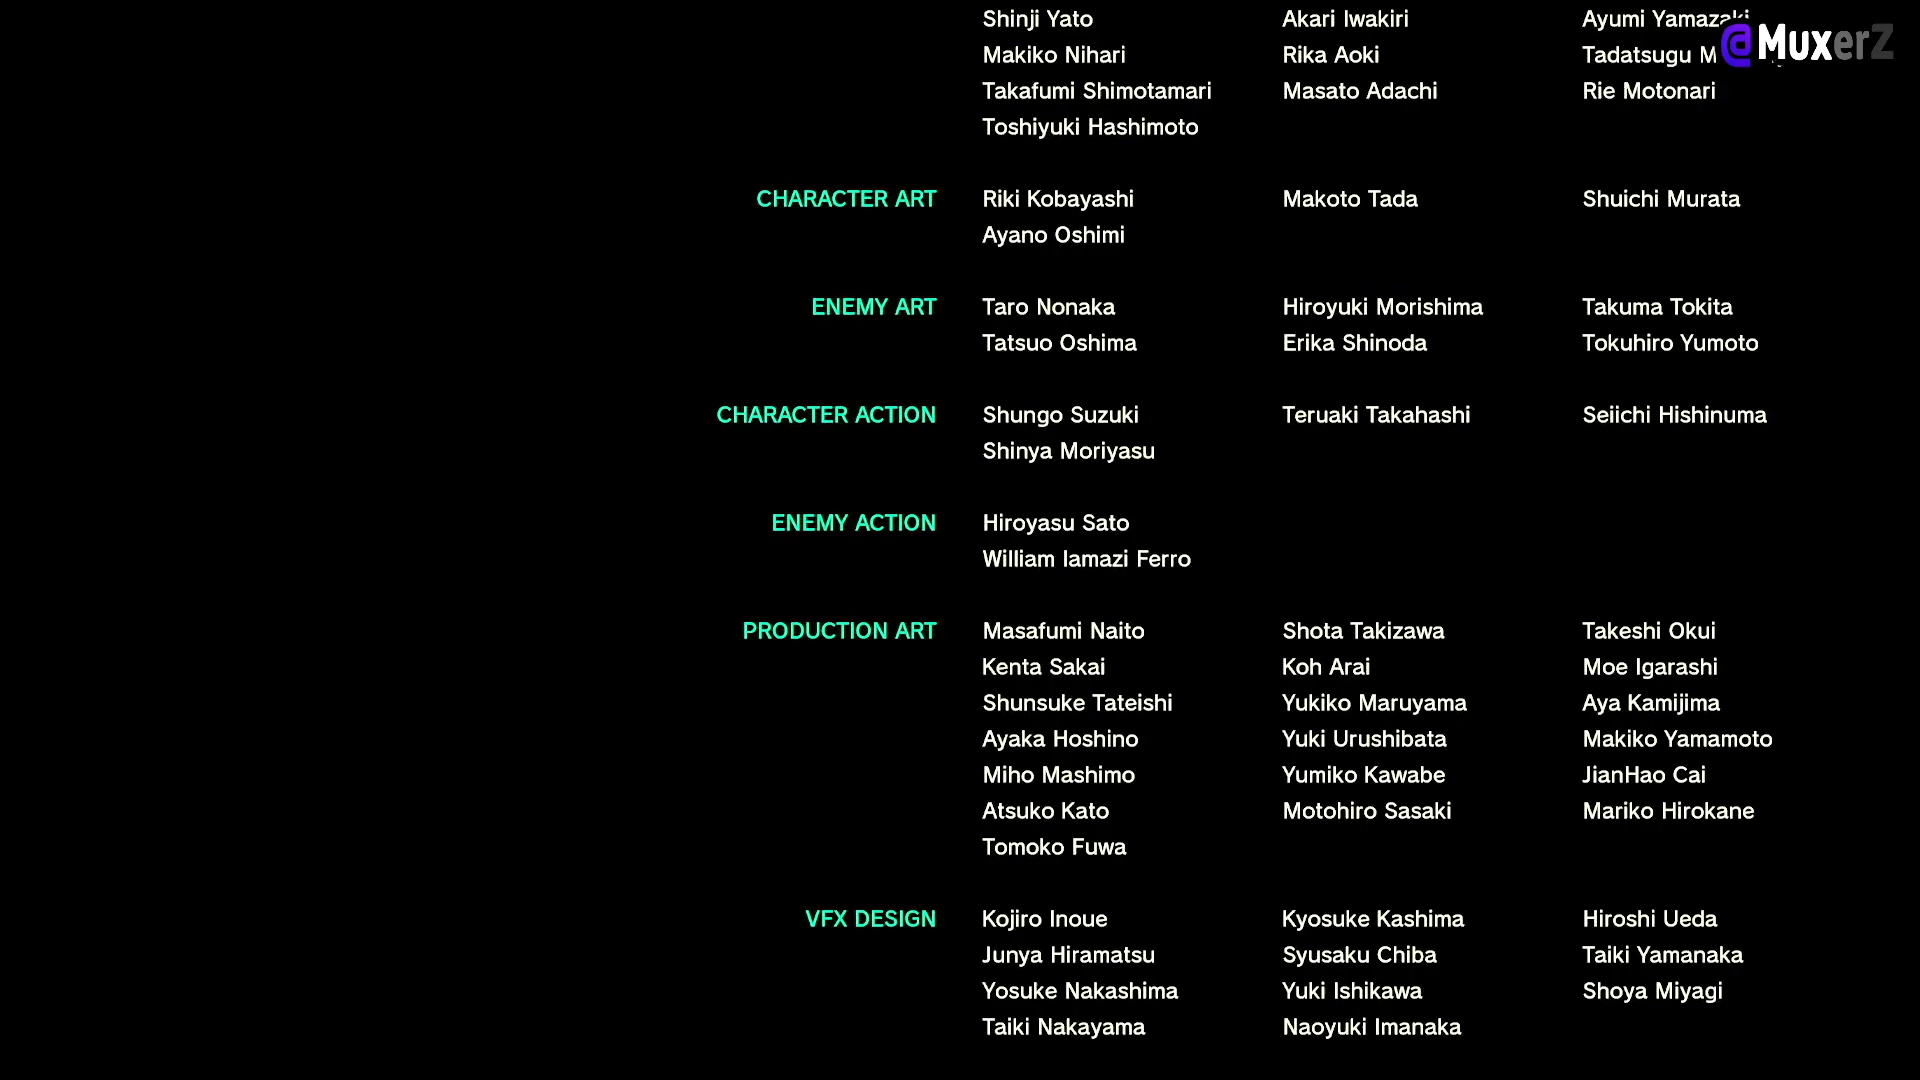 Shinji Yato Akari Iwakiri Ayumi Yamazaki
@MuxerZ
Makiko Nihari Rika Aoki Tadatsugu
Takafumi Shimotamari Masato Adachi Rie Motonari
Toshiyuki Hashimoto
CHARACTER ART Riki Kobayashi Makoto Tada Shuichi Murata
Ayano Oshimi
ENEMY ART Taro Nonaka Hiroyuki Morishima Takuma Tokita
Tatsuo Oshima Erika Shinoda Tokuhiro Yumoto
CHARACTER ACTION Shungo Suzuki Teruaki Takahashi Seiichi Hishinuma
Shinya Moriyasu
ENEMY ACTION Hiroyasu Sato
William Iamazi Ferro
PRODUCTION ART Masafumi Naito Shota Takizawa Takeshi Okui
Kenta Sakai Koh Arai Moe Igarashi
Shunsuke Tateishi Yukiko Maruyama Aya Kamijima
Ayaka Hoshino Yuki Urushibata Makiko Yamamoto
Miho Mashimo Yumiko Kawabe JianHao Cai
Atsuko Kato Motohiro Sasaki Mariko Hirokane
Tomoko Fuwa
VFX DESIGN Kojiro Inoue Kyosuke Kashima Hiroshi Ueda
Junya Hiramatsu Syusaku Chiba Taiki Yamanaka
Yosuke Nakashima Yuki Ishikawa Shoya Miyagi
Taiki Nakayama Naoyuki Imanaka